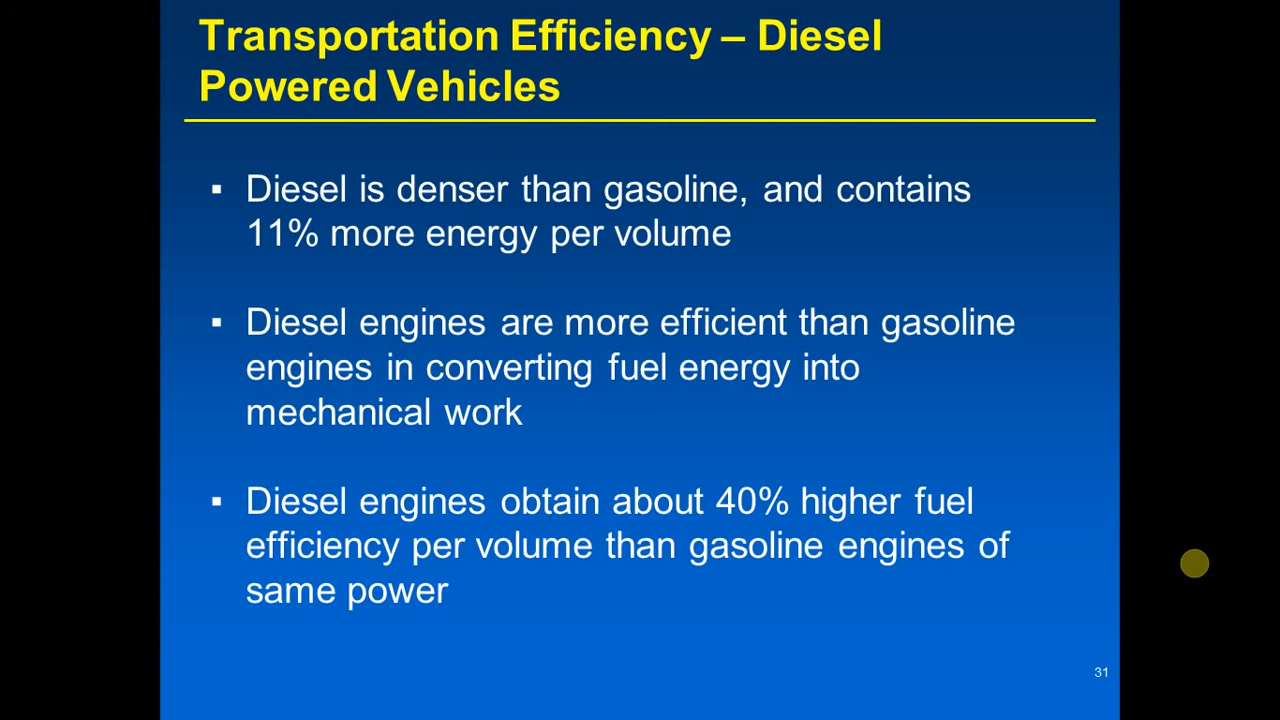 Transportation Efficiency – Diesel
Powered Vehicles
▪ Diesel is denser than gasoline, and contains
11% more energy per volume
▪ Diesel engines are more efficient than gasoline
engines in converting fuel energy into
mechanical work
▪ Diesel engines obtain about 40% higher fuel
efficiency per volume than gasoline engines of
same power
31